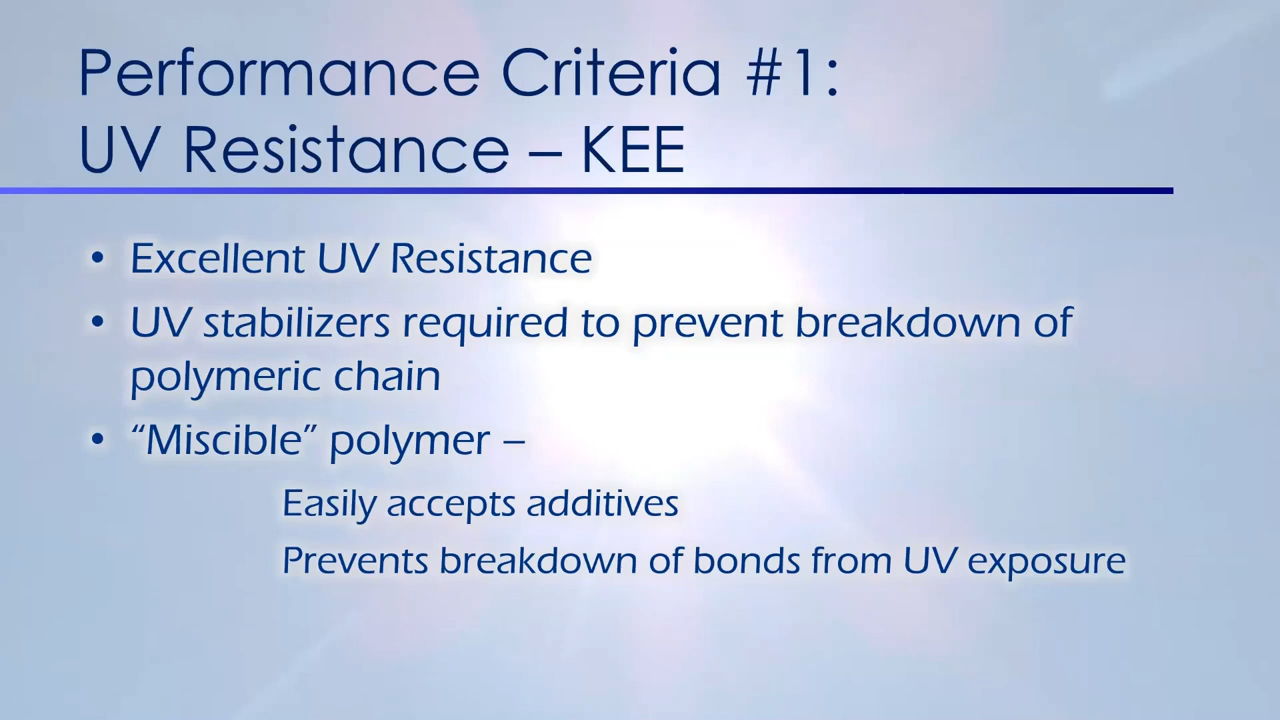 Performance Criteria #1:
UV Resistance – KEE
• Excellent UV Resistance
• UV stabilizers required to prevent breakdown of
polymeric chain
• “Miscible” polymer –
Easily accepts additives
Prevents breakdown of bonds from UV exposure